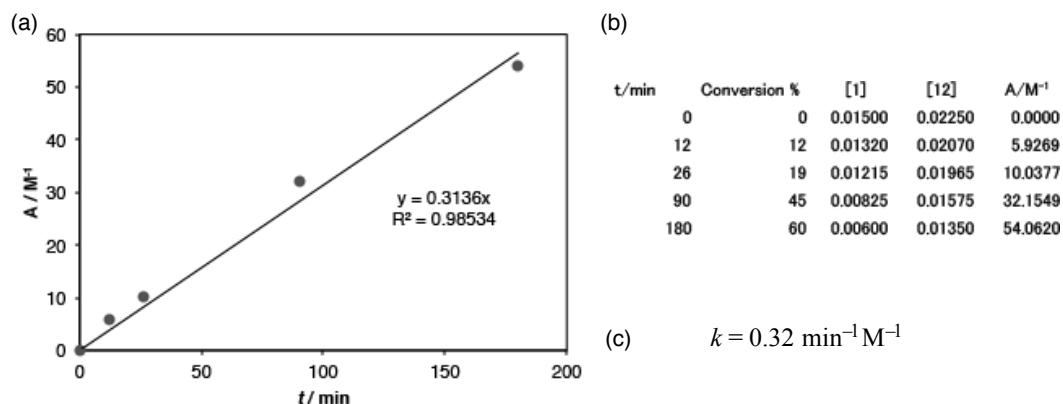 (a)
60
50
40
30
20
10
0
A / M⁻¹
y = 0.3136x
R² = 0.98534
0 50 100 150 200
t / min
(b)
t/min Conversion % [1] [12] A/M⁻¹
0 0 0.01500 0.02250 0.0000
12 12 0.01320 0.02070 5.9269
26 19 0.01215 0.01965 10.0377
90 45 0.00825 0.01575 32.1549
180 60 0.00600 0.01350 54.0620
(c) k = 0.32 min⁻¹M⁻¹